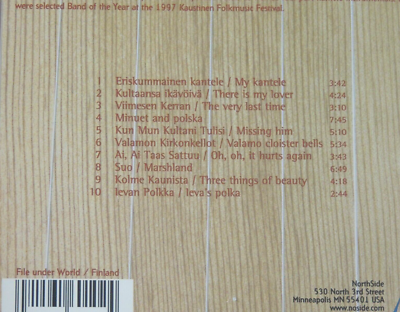 were selected Band of the Year at the 1997 Kaustinen Folkmusic Festival.
1 Eriskummainen kantele / My kantele 3:42
2 Kultaansa ikävöivä / There is my lover 4:24
3 Viimesen Kerran / The very last time 3:10
4 Minuet and polska 7:45
5 Kun Mun Kultani Tulisi / Missing him 5:10
6 Valamon Kirkonkellot / Valamo cloister bells 5:34
7 Ai, Ai Taas Sattuu / Oh, oh, it hurts again 3:43
8 Suo / Marshland 6:49
9 Kolme Kaunista / Three things of beauty 4:18
10 Ievan Polkka / Ieva's polka 2:44
File under World / Finland
NorthSide
530 North 3rd Street
Minneapolis MN 55401 USA
www.noside.com